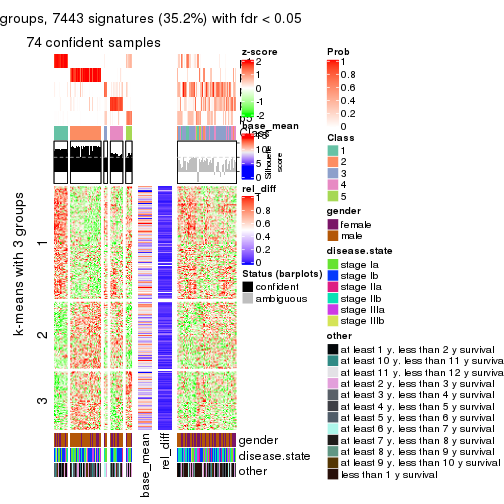 groups, 7443 signatures (35.2%) with fdr < 0.05
74 confident samples
k-means with 3 groups
1
2
3
z-score
2
1
0
-1
-2
base_mean
15
10
5
0
Silhouette
score
rel_diff
1
0.8
0.6
0.4
0.2
0
Status (barplots)
confident
ambiguous
gender
disease.state
other
base_mean
rel_diff
Prob
1
0.8
0.6
0.4
0.2
0
Class
1
2
3
4
5
gender
female
male
disease.state
stage Ia
stage Ib
stage IIa
stage IIb
stage IIIa
stage IIIb
other
at least 1 y. less than 2 y survival
at least 10 y. less than 11 y surviva
at least 11 y. less than 12 y surviva
at least 2 y. less than 3 y survival
at least 3 y. less than 4 y survival
at least 4 y. less than 5 y survival
at least 5 y. less than 6 y survival
at least 6 y. less than 7 y survival
at least 7 y. less than 8 y survival
at least 8 y. less than 9 y survival
at least 9 y. less than 10 y survival
less than 1 y survival